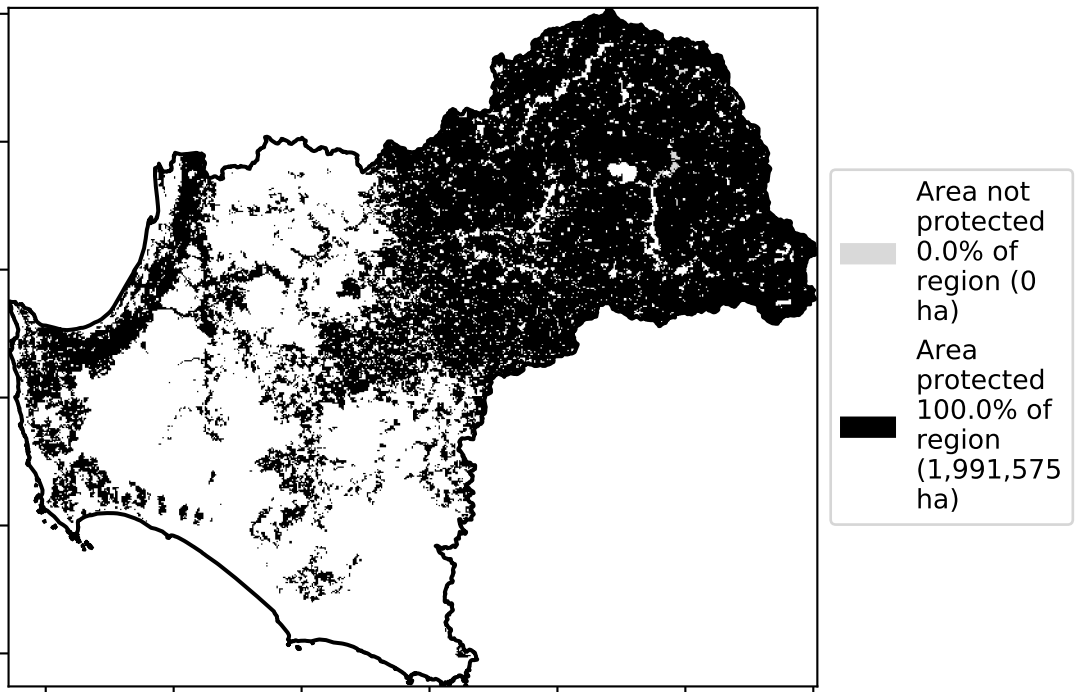 Area not
protected
0.0% of
region (0
ha)
Area
protected
100.0% of
region
(1,991,575
ha)